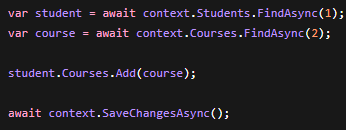 var student = await context.Students.FindAsync(1);
var course = await context.Courses.FindAsync(2);
student.Courses.Add(course);
await context.SaveChangesAsync();